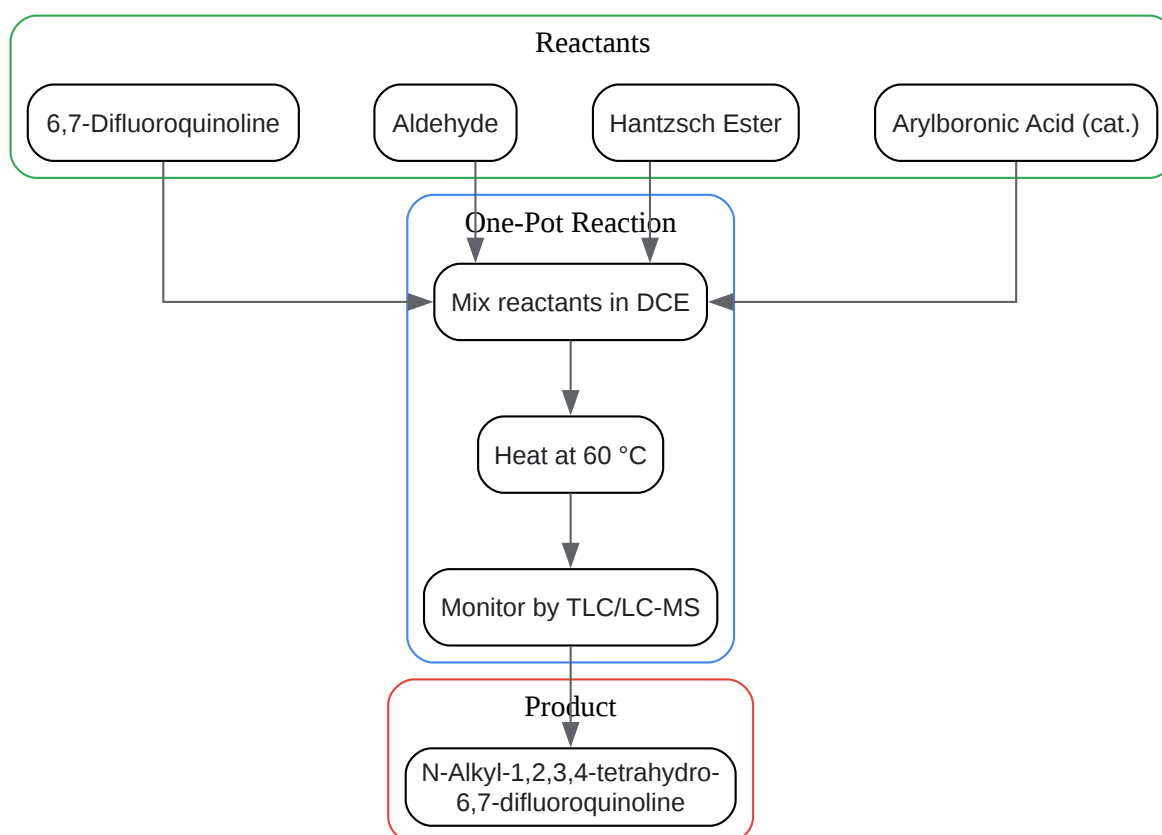 Reactants
6,7-Difluoroquinoline
Aldehyde
Hantzsch Ester
Arylboronic Acid (cat.)
One-Pot Reaction
Mix reactants in DCE
Heat at 60 °C
Monitor by TLC/LC-MS
Product
N-Alkyl-1,2,3,4-tetrahydro-
6,7-difluoroquinoline